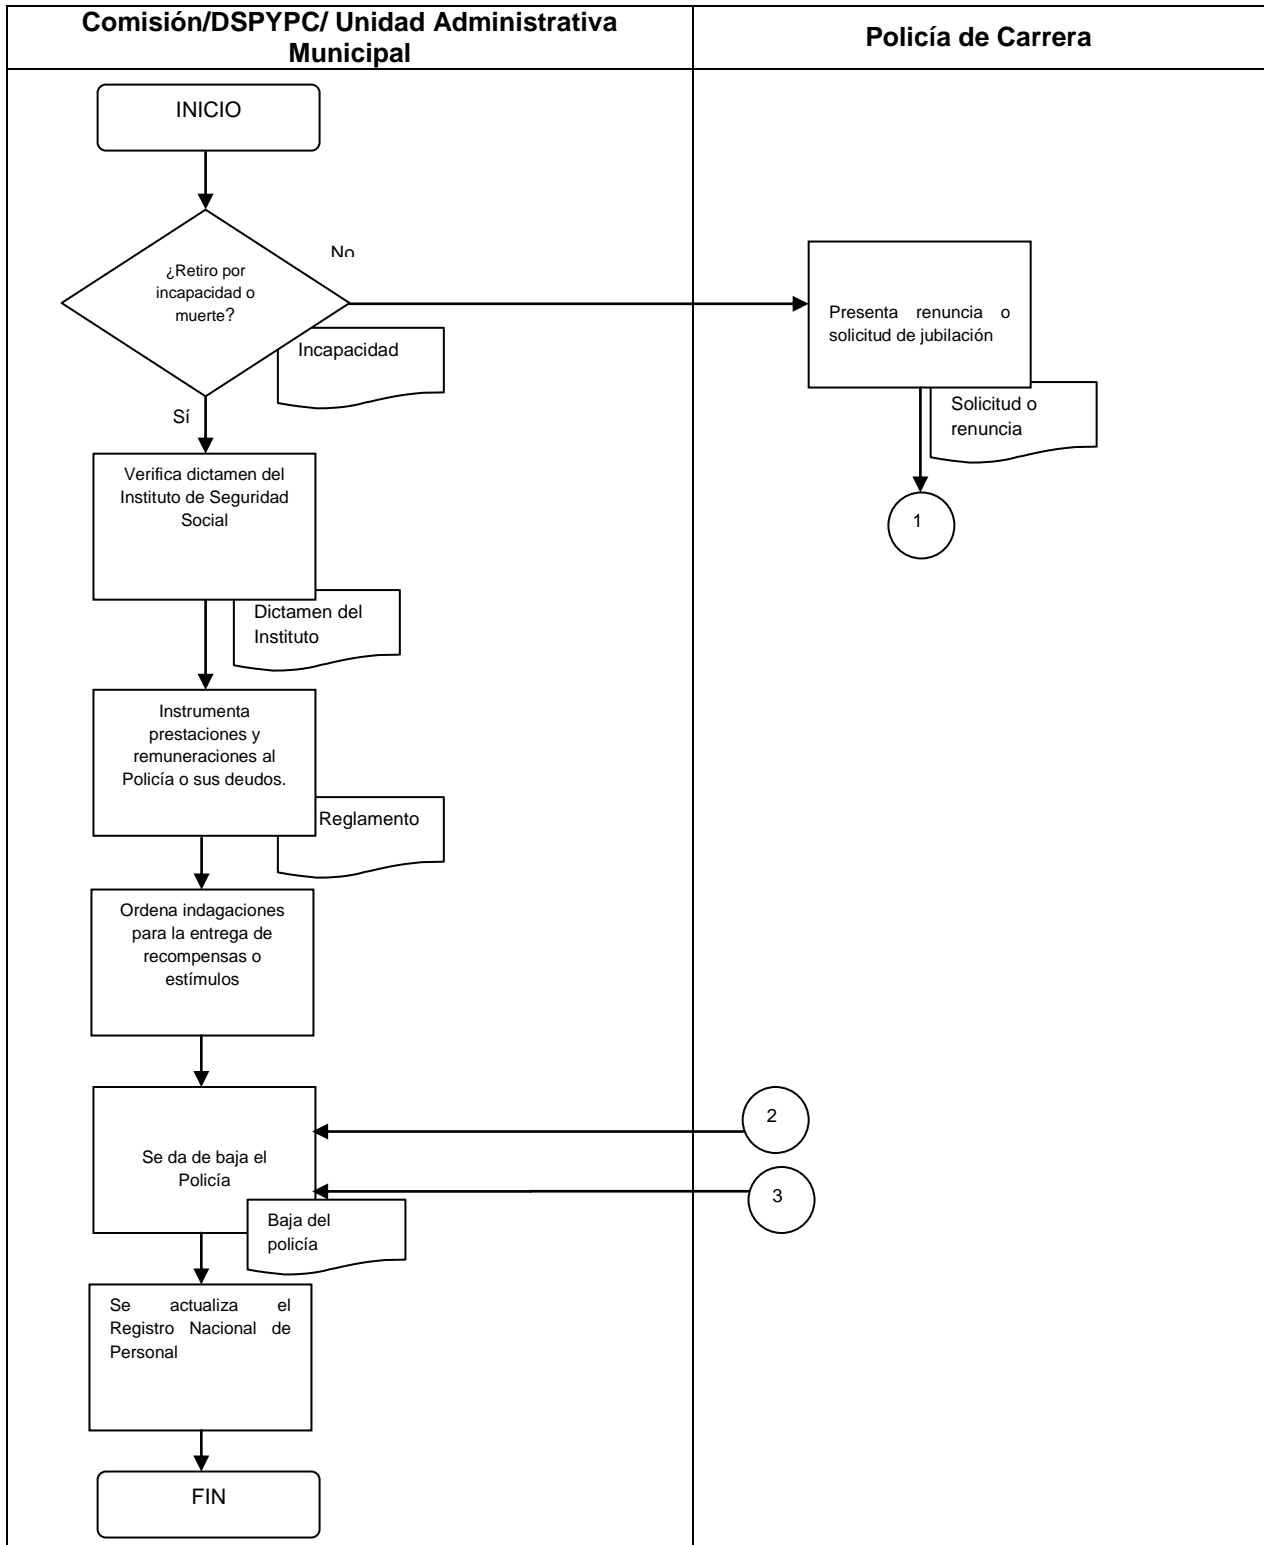 Comisión/DSPYPC/ Unidad Administrativa
Municipal
Policía de Carrera
INICIO
¿Retiro por
incapacidad o
muerte?
No
Incapacidad
Sí
Presenta renuncia o
solicitud de jubilación
Solicitud o
renuncia
1
Verifica dictamen del
Instituto de Seguridad
Social
Dictamen del
Instituto
Instrumenta
prestaciones y
remuneraciones al
Policía o sus deudos.
Reglamento
Ordena indagaciones
para la entrega de
recompensas o
estímulos
Se da de baja el
Policía
2
3
Baja del
policía
Se actualiza el
Registro Nacional de
Personal
FIN